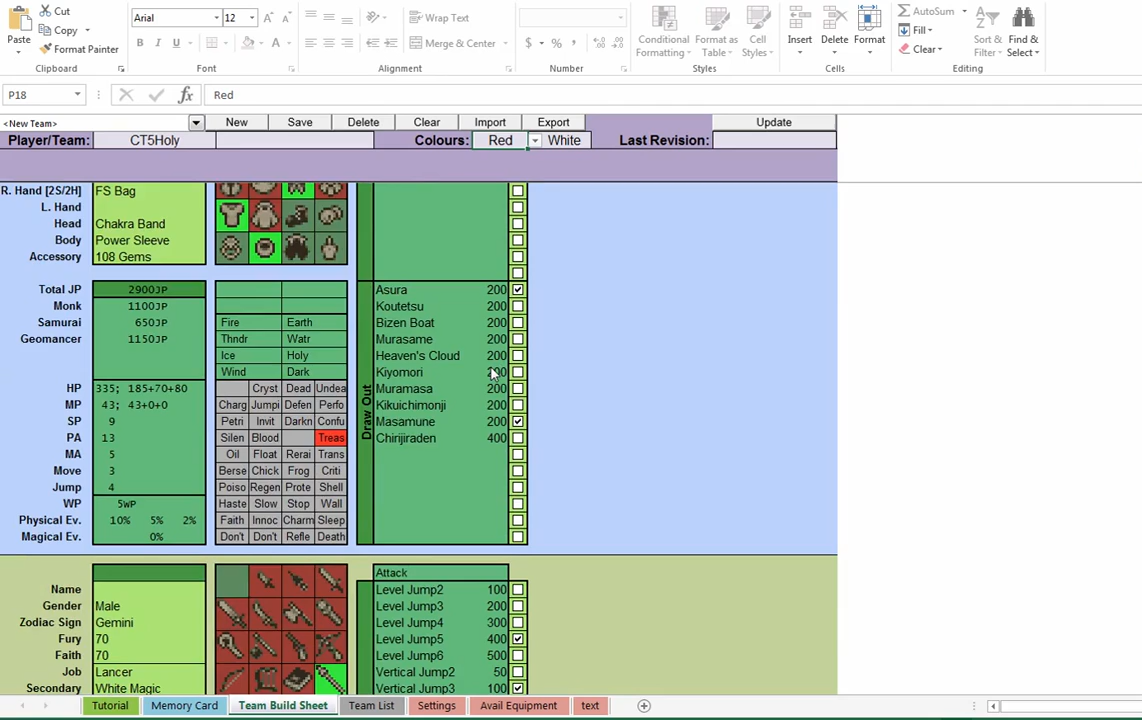 Cut
Copy
Paste
Format Painter
Clipboard
Arial
12
B I U
Font
Wrap Text
Merge & Center
Alignment
$ % ,
Number
Conditional Formatting
Format as Table
Cell Styles
Styles
Insert
Delete
Format
Cells
AutoSum
Fill
Clear
Sort & Filter
Find & Select
Editing
P18
fx
Red
<New Team>
New
Save
Delete
Clear
Import
Export
Update
Player/Team:
CT5Holy
Colours:
Red
White
Last Revision:
R. Hand [2S/2H] FS Bag
L. Hand
Head Chakra Band
Body Power Sleeve
Accessory 108 Gems
Total JP 2900JP
Monk 1100JP
Samurai 650JP
Geomancer 1150JP
HP 335; 185+70+80
MP 43; 43+0+0
SP 9
PA 13
MA 5
Move 3
Jump 4
WP 5WP
Physical Ev. 10% 5% 2%
Magical Ev. 0%
Fire Earth
Thndr Watr
Ice Holy
Wind Dark
Cryst Dead Undea
Charg Jumpi Defen Perfo
Petri Invit Darkn Confu
Silen Blood Treas
Oil Float Rerai Trans
Berse Chick Frog Criti
Poiso Regen Prote Shell
Haste Slow Stop Wall
Faith Innoc Charm Sleep
Don't Don't Refle Death
Draw Out
Asura 200
Koutetsu 200
Bizen Boat 200
Murasame 200
Heaven's Cloud 200
Kiyomori 200
Muramasa 200
Kikuichimonji 200
Masamune 200
Chirijiraden 400
Name
Gender Male
Zodiac Sign Gemini
Fury 70
Faith 70
Job Lancer
Secondary White Magic
Attack
Level Jump2 100
Level Jump3 200
Level Jump4 300
Level Jump5 400
Level Jump6 500
Vertical Jump2 50
Vertical Jump3 100
Tutorial
Memory Card
Team Build Sheet
Team List
Settings
Avail Equipment
text